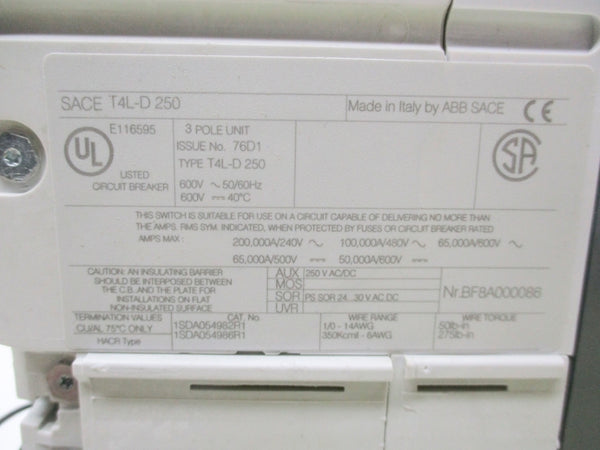 SACE T4L-D 250
Made in Italy by ABB SACE CE
UL
E116595
LISTED
CIRCUIT BREAKER
3 POLE UNIT
ISSUE No. 76D1
TYPE T4L-D 250
600V ~ 50/60Hz
600V ⎓ 40°C
SA
THIS SWITCH IS SUITABLE FOR USE ON A CIRCUIT CAPABLE OF DELIVERING NO MORE THAN
THE AMPS. RMS SYM. INDICATED, WHEN PROTECTED BY FUSES OR CIRCUIT BREAKER RATED
AMPS MAX : 200,000A/240V ~ 100,000A/480V ~ 65,000A/600V ~
65,000A/500V ⎓ 50,000A/600V ⎓
CAUTION: AN INSULATING BARRIER
SHOULD BE INTERPOSED BETWEEN
THE C.B. AND THE PLATE FOR
INSTALLATIONS ON FLAT
NON-INSULATED SURFACE
AUX 250 V AC/DC
MOS
SOR PS SOR 24...30 V AC DC
UVR
Nr.BF8A000086
TERMINATION VALUES CAT. No. WIRE RANGE WIRE TORQUE
CU/AL 75°C ONLY 1SDA054982R1 1/0 - 14AWG 50lb-in
HACR Type 1SDA054986R1 350Kcmil - 6AWG 275lb-in